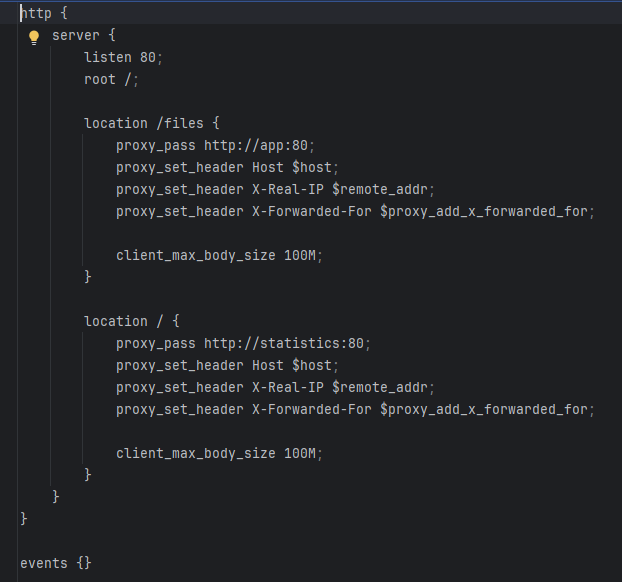 http {
    server {
        listen 80;
        root /;

        location /files {
            proxy_pass http://app:80;
            proxy_set_header Host $host;
            proxy_set_header X-Real-IP $remote_addr;
            proxy_set_header X-Forwarded-For $proxy_add_x_forwarded_for;

            client_max_body_size 100M;
        }

        location / {
            proxy_pass http://statistics:80;
            proxy_set_header Host $host;
            proxy_set_header X-Real-IP $remote_addr;
            proxy_set_header X-Forwarded-For $proxy_add_x_forwarded_for;

            client_max_body_size 100M;
        }
    }
}

events {}